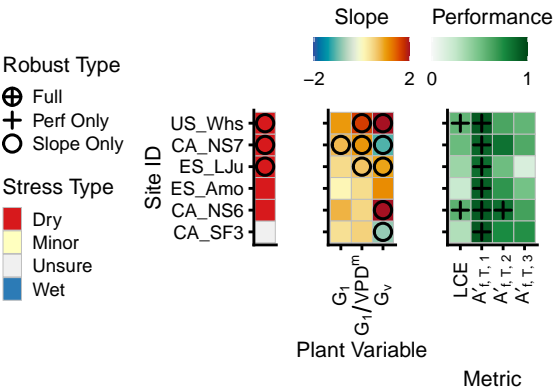 Slope
Performance
−2
2
0
1
Robust Type
Full
Perf Only
Slope Only
Stress Type
Dry
Minor
Unsure
Wet
Site ID
US_Whs
CA_NS7
ES_LJu
ES_Amo
CA_NS6
CA_SF3
G₁
G₁/VPDᵐ
Gᵥ
Plant Variable
LCE
A′f, T, 1
A′f, T, 2
A′f, T, 3
Metric